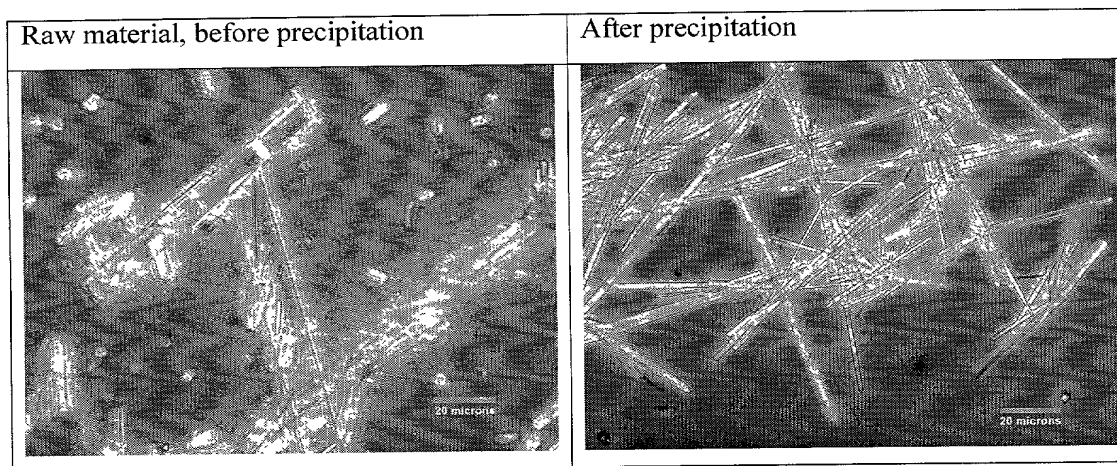 Raw material, before precipitation
After precipitation
20 microns
20 microns